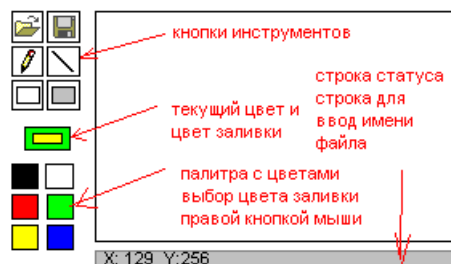 кнопки инструментов
строка статуса
строка для
ввод имени
файла
текущий цвет и
цвет заливки
палитра с цветами
выбор цвета заливки
правой кнопкой мыши
X: 129 Y:256